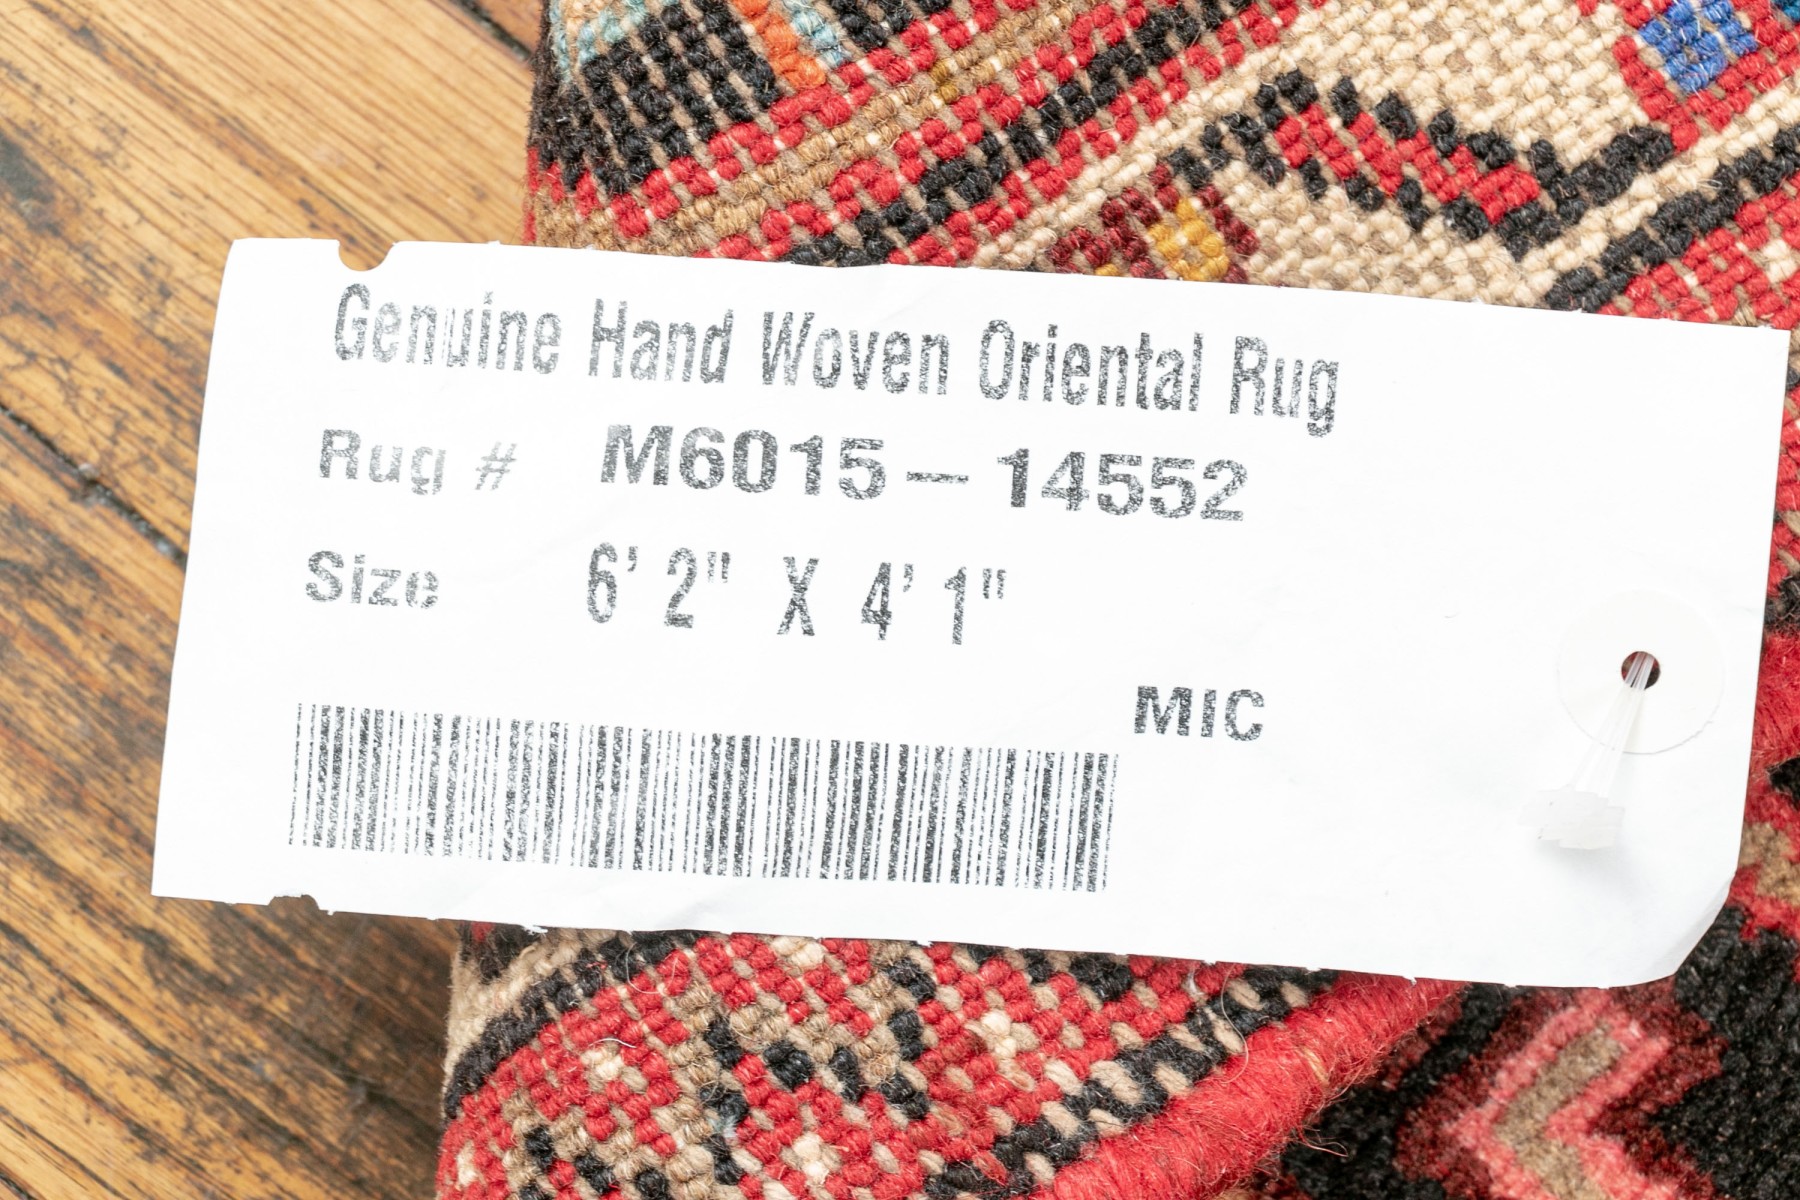 Genuine Hand Woven Oriental Rug
Rug # M6015-14552
Size 6' 2" X 4' 1"
MIC